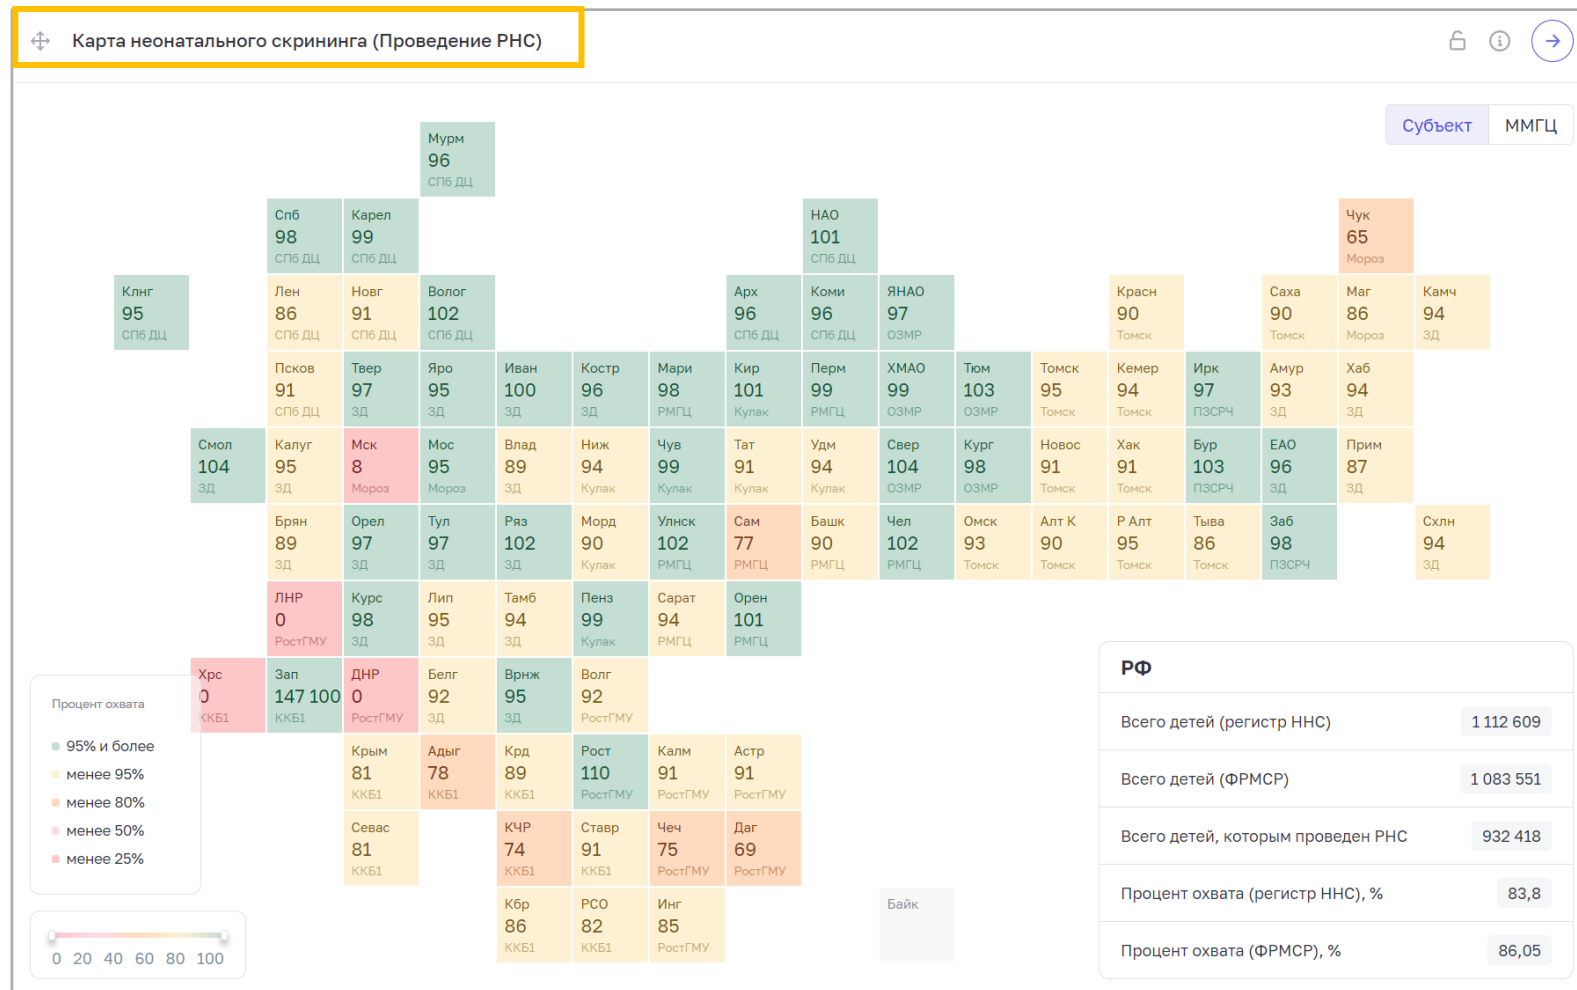 Карта неонатального скрининга (Проведение РНС)
Субъект ММГЦ
Мурм
96
СПб ДЦ
Спб Карел НАО Чук
98 99 101 65
СПб ДЦ СПб ДЦ СПб ДЦ Мороз
Клнг Лен Новг Волог Арх Коми ЯНАО Красн Саха Маг Камч
95 86 91 102 96 96 97 90 90 86 94
СПб ДЦ СПб ДЦ СПб ДЦ СПб ДЦ СПб ДЦ СПб ДЦ ОЗМР Томск Томск Мороз ЗД
Псков Твер Яро Иван Костр Мари Кир Перм ХМАО Тюм Томск Кемер Ирк Амур Хаб
91 97 95 100 96 98 101 99 99 103 95 94 97 93 94
СПб ДЦ ЗД ЗД ЗД ЗД РМГЦ Кулак РМГЦ ОЗМР ОЗМР Томск Томск ПЗСРЧ ЗД ЗД
Смол Калуг Мск Мос Влад Ниж Чув Тат Удм Свер Кург Новос Хак Бур ЕАО Прим
104 95 8 95 89 94 99 91 94 104 98 91 91 103 96 87
ЗД ЗД Мороз Мороз ЗД Кулак Кулак Кулак Кулак ОЗМР ОЗМР Томск Томск ПЗСРЧ ЗД ЗД
Брян Орел Тул Ряз Морд Улнск Сам Башк Чел Омск Алт К Р Алт Тыва Заб Схлн
89 97 97 102 90 102 77 90 102 93 90 95 86 98 94
ЗД ЗД ЗД ЗД Кулак РМГЦ РМГЦ РМГЦ РМГЦ Томск Томск Томск Томск ПЗСРЧ ЗД
ЛНР Курс Лип Тамб Пенз Сарат Орен
0 98 95 94 99 94 101
РостГМУ ЗД ЗД ЗД Кулак РМГЦ РМГЦ
Хрс Зап ДНР Белг Врнж Волг
0 147 100 0 92 95 92
ККБ1 ККБ1 РостГМУ ЗД ЗД РостГМУ
Крым Адыг Крд Рост Калм Астр
81 78 89 110 91 91
ККБ1 ККБ1 ККБ1 РостГМУ РостГМУ РостГМУ
Севас КЧР Ставр Чеч Даг
81 74 91 75 69
ККБ1 ККБ1 ККБ1 РостГМУ РостГМУ
Кбр РСО Инг Байк
86 82 85
ККБ1 ККБ1 РостГМУ
Процент охвата
95% и более
менее 95%
менее 80%
менее 50%
менее 25%
0 20 40 60 80 100
РФ
Всего детей (регистр ННС) 1 112 609
Всего детей (ФРМСР) 1 083 551
Всего детей, которым проведен РНС 932 418
Процент охвата (регистр ННС), % 83,8
Процент охвата (ФРМСР), % 86,05